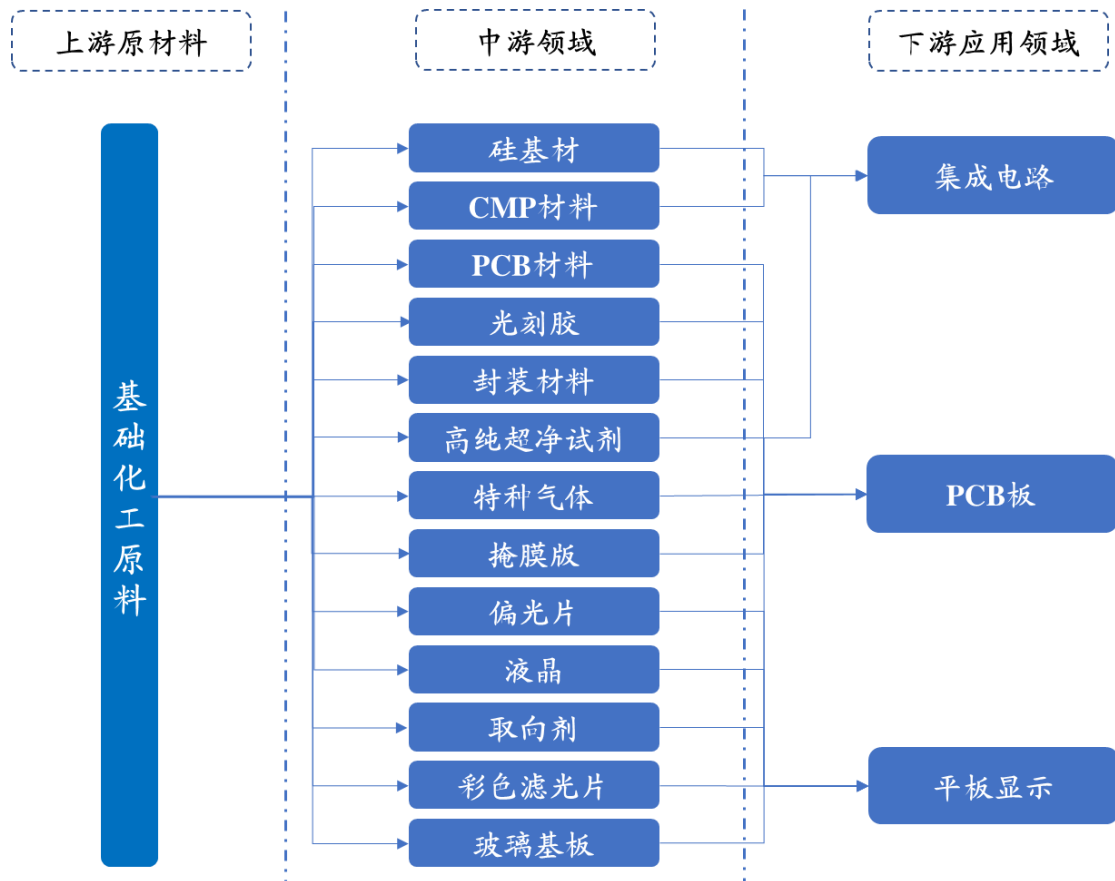 上游原材料
中游领域
下游应用领域
基础化工原料
硅基材
CMP材料
PCB材料
光刻胶
封装材料
高纯超净试剂
特种气体
掩膜版
偏光片
液晶
取向剂
彩色滤光片
玻璃基板
集成电路
PCB板
平板显示